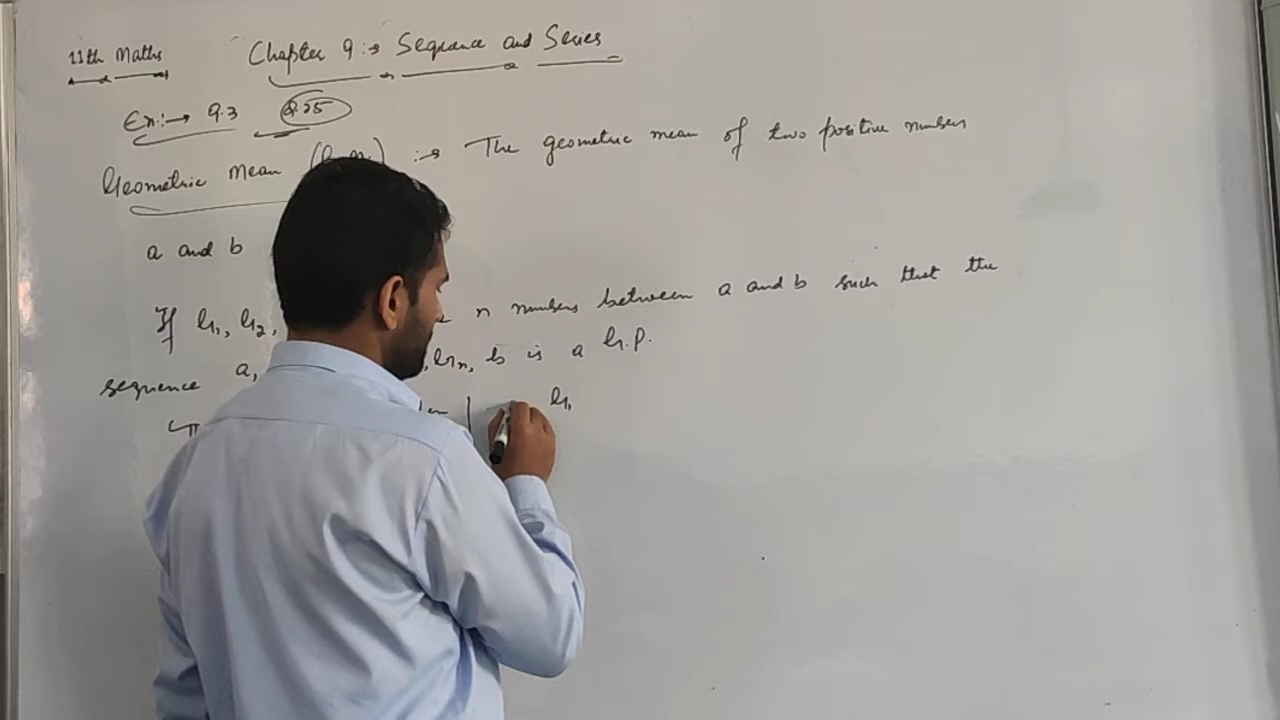 11th Maths Chapter 9 :→ Sequence and Series
Ex:→ 9.3 Q.25
Geometric Mean (G.M.) :→ The geometric mean of two positive numbers
a and b
If G₁, G₂, n numbers between a and b such that the
sequence a, , Gₙ, b is a G.P.
G₁